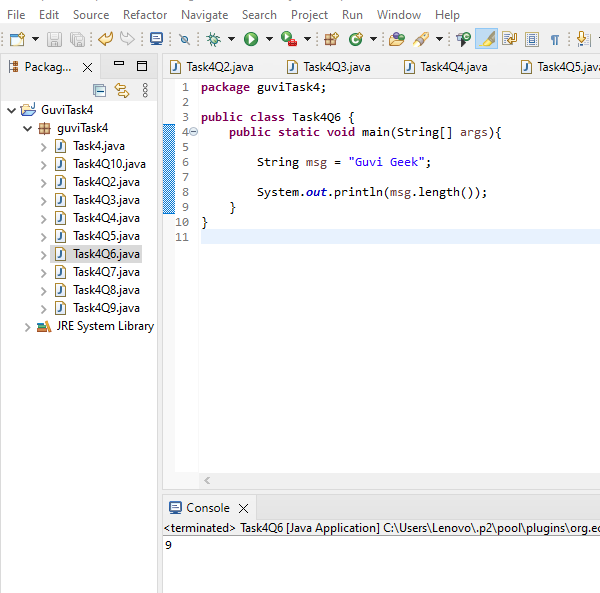 File Edit Source Refactor Navigate Search Project Run Window Help
Packag...
Task4Q2.java Task4Q3.java Task4Q4.java Task4Q5.java
GuviTask4
guviTask4
Task4.java
Task4Q10.java
Task4Q2.java
Task4Q3.java
Task4Q4.java
Task4Q5.java
Task4Q6.java
Task4Q7.java
Task4Q8.java
Task4Q9.java
JRE System Library
1 package guviTask4;
2
3 public class Task4Q6 {
4 public static void main(String[] args){
5
6 String msg = "Guvi Geek";
7
8 System.out.println(msg.length());
9 }
10 }
11
Console
<terminated> Task4Q6 [Java Application] C:\Users\Lenovo\.p2\pool\plugins\org.ec
9